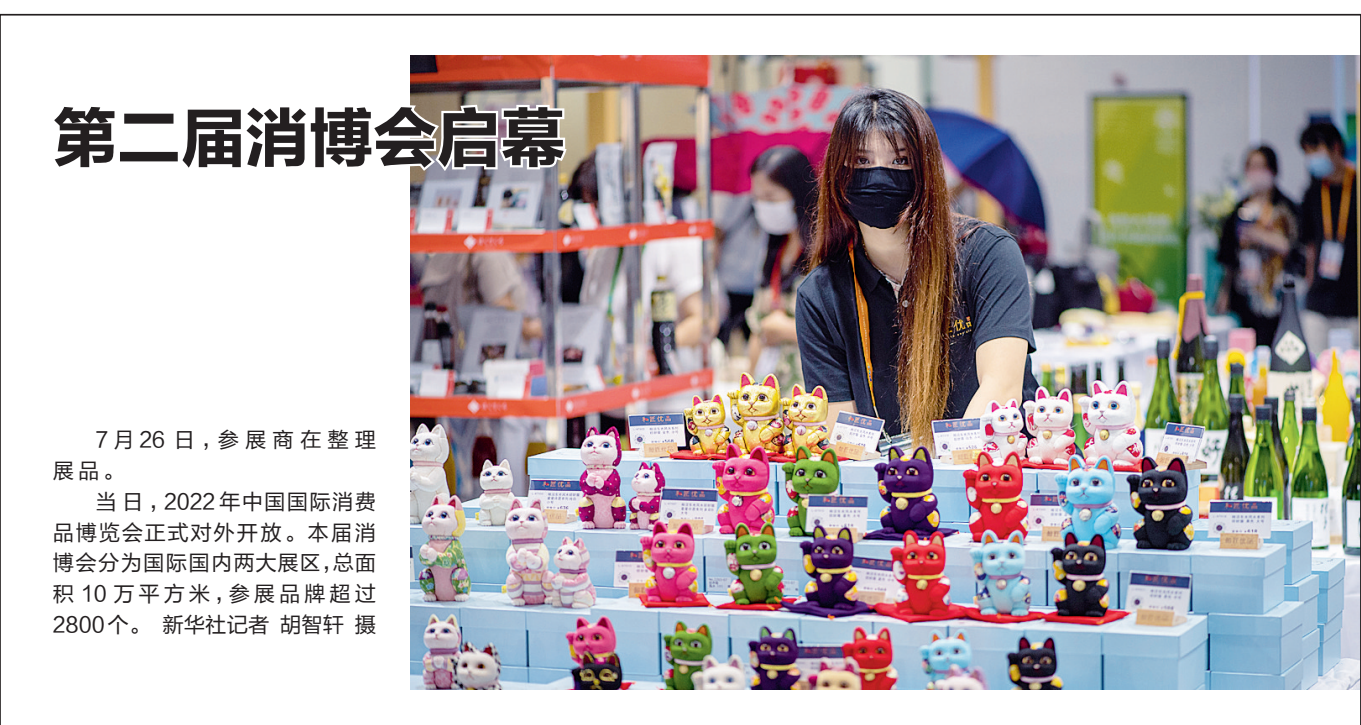 第二届消博会启幕
7月26日，参展商在整理
展品。
当日，2022年中国国际消费
品博览会正式对外开放。本届消
博会分为国际国内两大展区，总面
积10万平方米，参展品牌超过
2800个。 新华社记者 胡智轩 摄